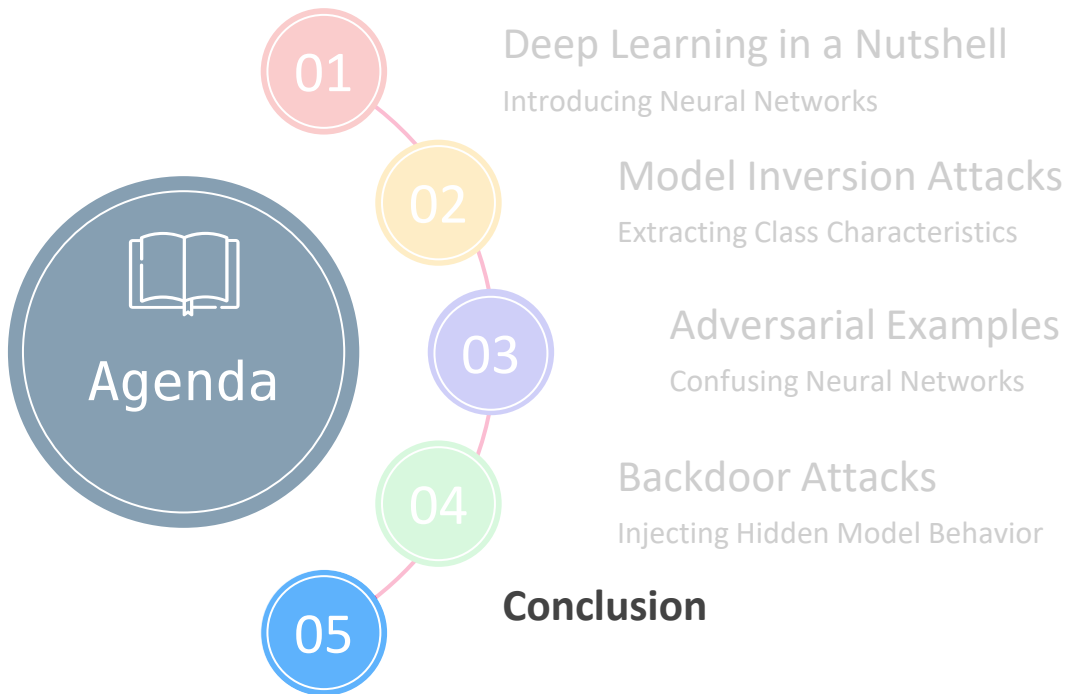 Agenda
01
Deep Learning in a Nutshell
Introducing Neural Networks
02
Model Inversion Attacks
Extracting Class Characteristics
03
Adversarial Examples
Confusing Neural Networks
04
Backdoor Attacks
Injecting Hidden Model Behavior
05
Conclusion